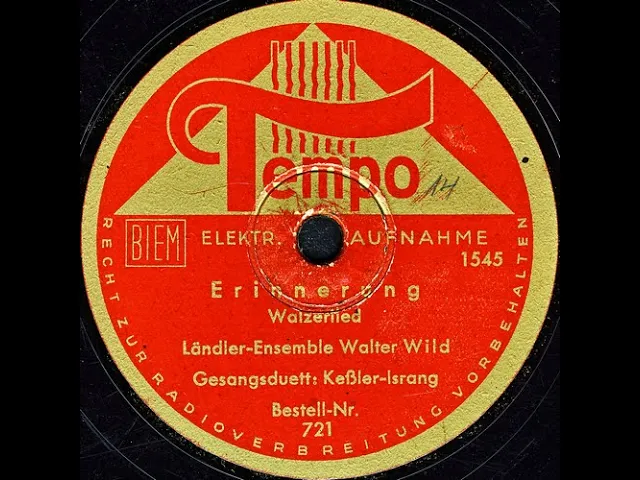 Tempo
14
BIEM
ELEKTR. AUFNAHME
1545
Erinnerung
Walzerlied
Ländler-Ensemble Walter Wild
Gesangsduett: Keßler-Israng
Bestell-Nr.
721
RECHT ZUR RADIOVERBREITUNG VORBEHALTEN